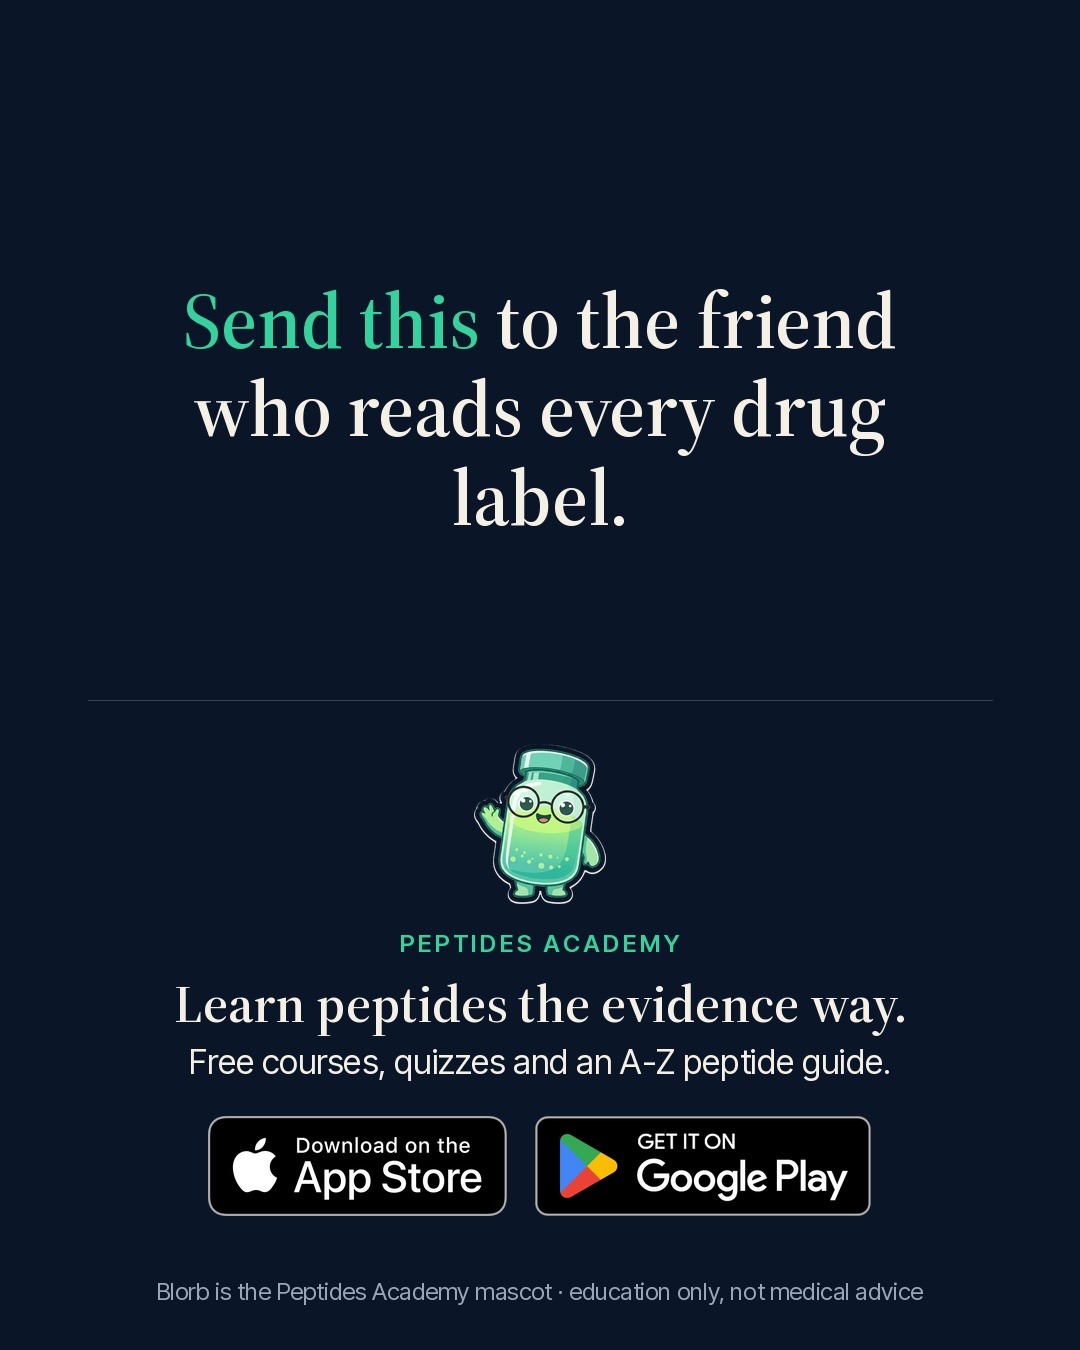 Send this to the friend
who reads every drug
label.
PEPTIDES ACADEMY
Learn peptides the evidence way.
Free courses, quizzes and an A-Z peptide guide.
Download on the
App Store
GET IT ON
Google Play
Blorb is the Peptides Academy mascot · education only, not medical advice